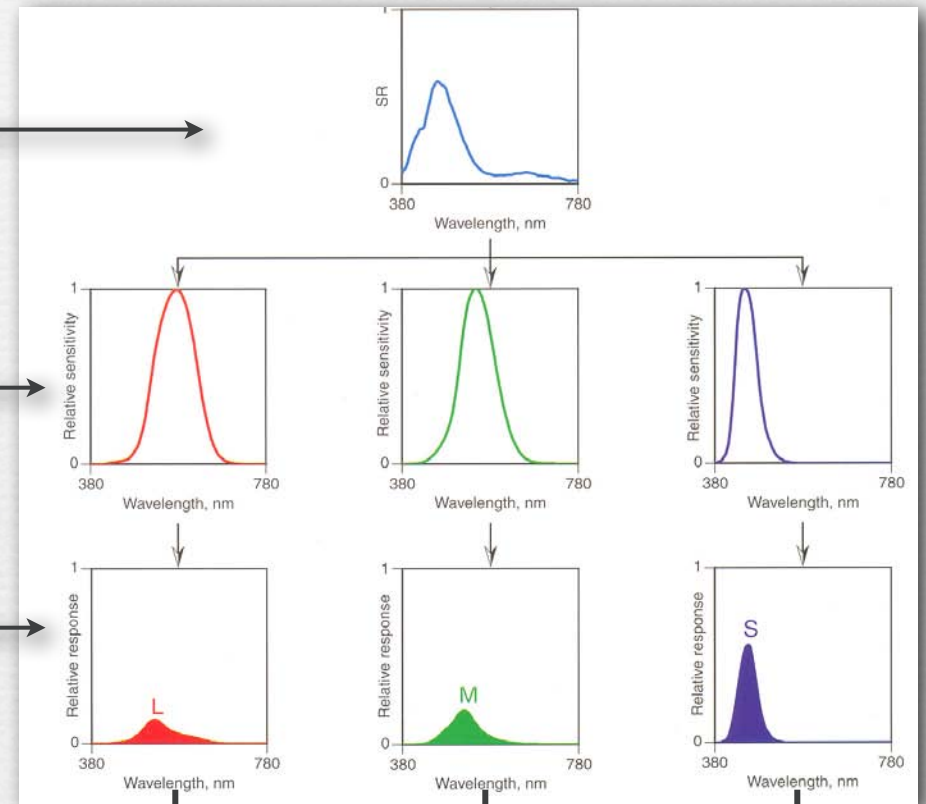 1
SR
0
380 780
Wavelength, nm
1 1 1
Relative sensitivity Relative sensitivity Relative sensitivity
0 0 0
380 780 380 780 380 780
Wavelength, nm Wavelength, nm Wavelength, nm
1 1 1
Relative response Relative response Relative response
L M S
0 0 0
380 780 380 780 380 780
Wavelength, nm Wavelength, nm Wavelength, nm